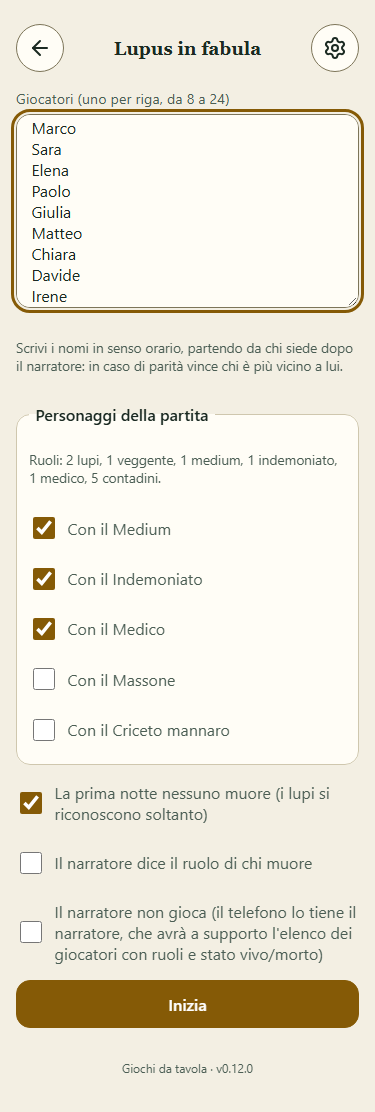 Lupus in fabula
Giocatori (uno per riga, da 8 a 24)
Marco
Sara
Elena
Paolo
Giulia
Matteo
Chiara
Davide
Irene
Scrivi i nomi in senso orario, partendo da chi siede dopo
il narratore: in caso di parità vince chi è più vicino a lui.
Personaggi della partita
Ruoli: 2 lupi, 1 veggente, 1 medium, 1 indemoniato,
1 medico, 5 contadini.
Con il Medium
Con il Indemoniato
Con il Medico
Con il Massone
Con il Criceto mannaro
La prima notte nessuno muore (i lupi si
riconoscono soltanto)
Il narratore dice il ruolo di chi muore
Il narratore non gioca (il telefono lo tiene il
narratore, che avrà a supporto l'elenco dei
giocatori con ruoli e stato vivo/morto)
Inizia
Giochi da tavola · v0.12.0